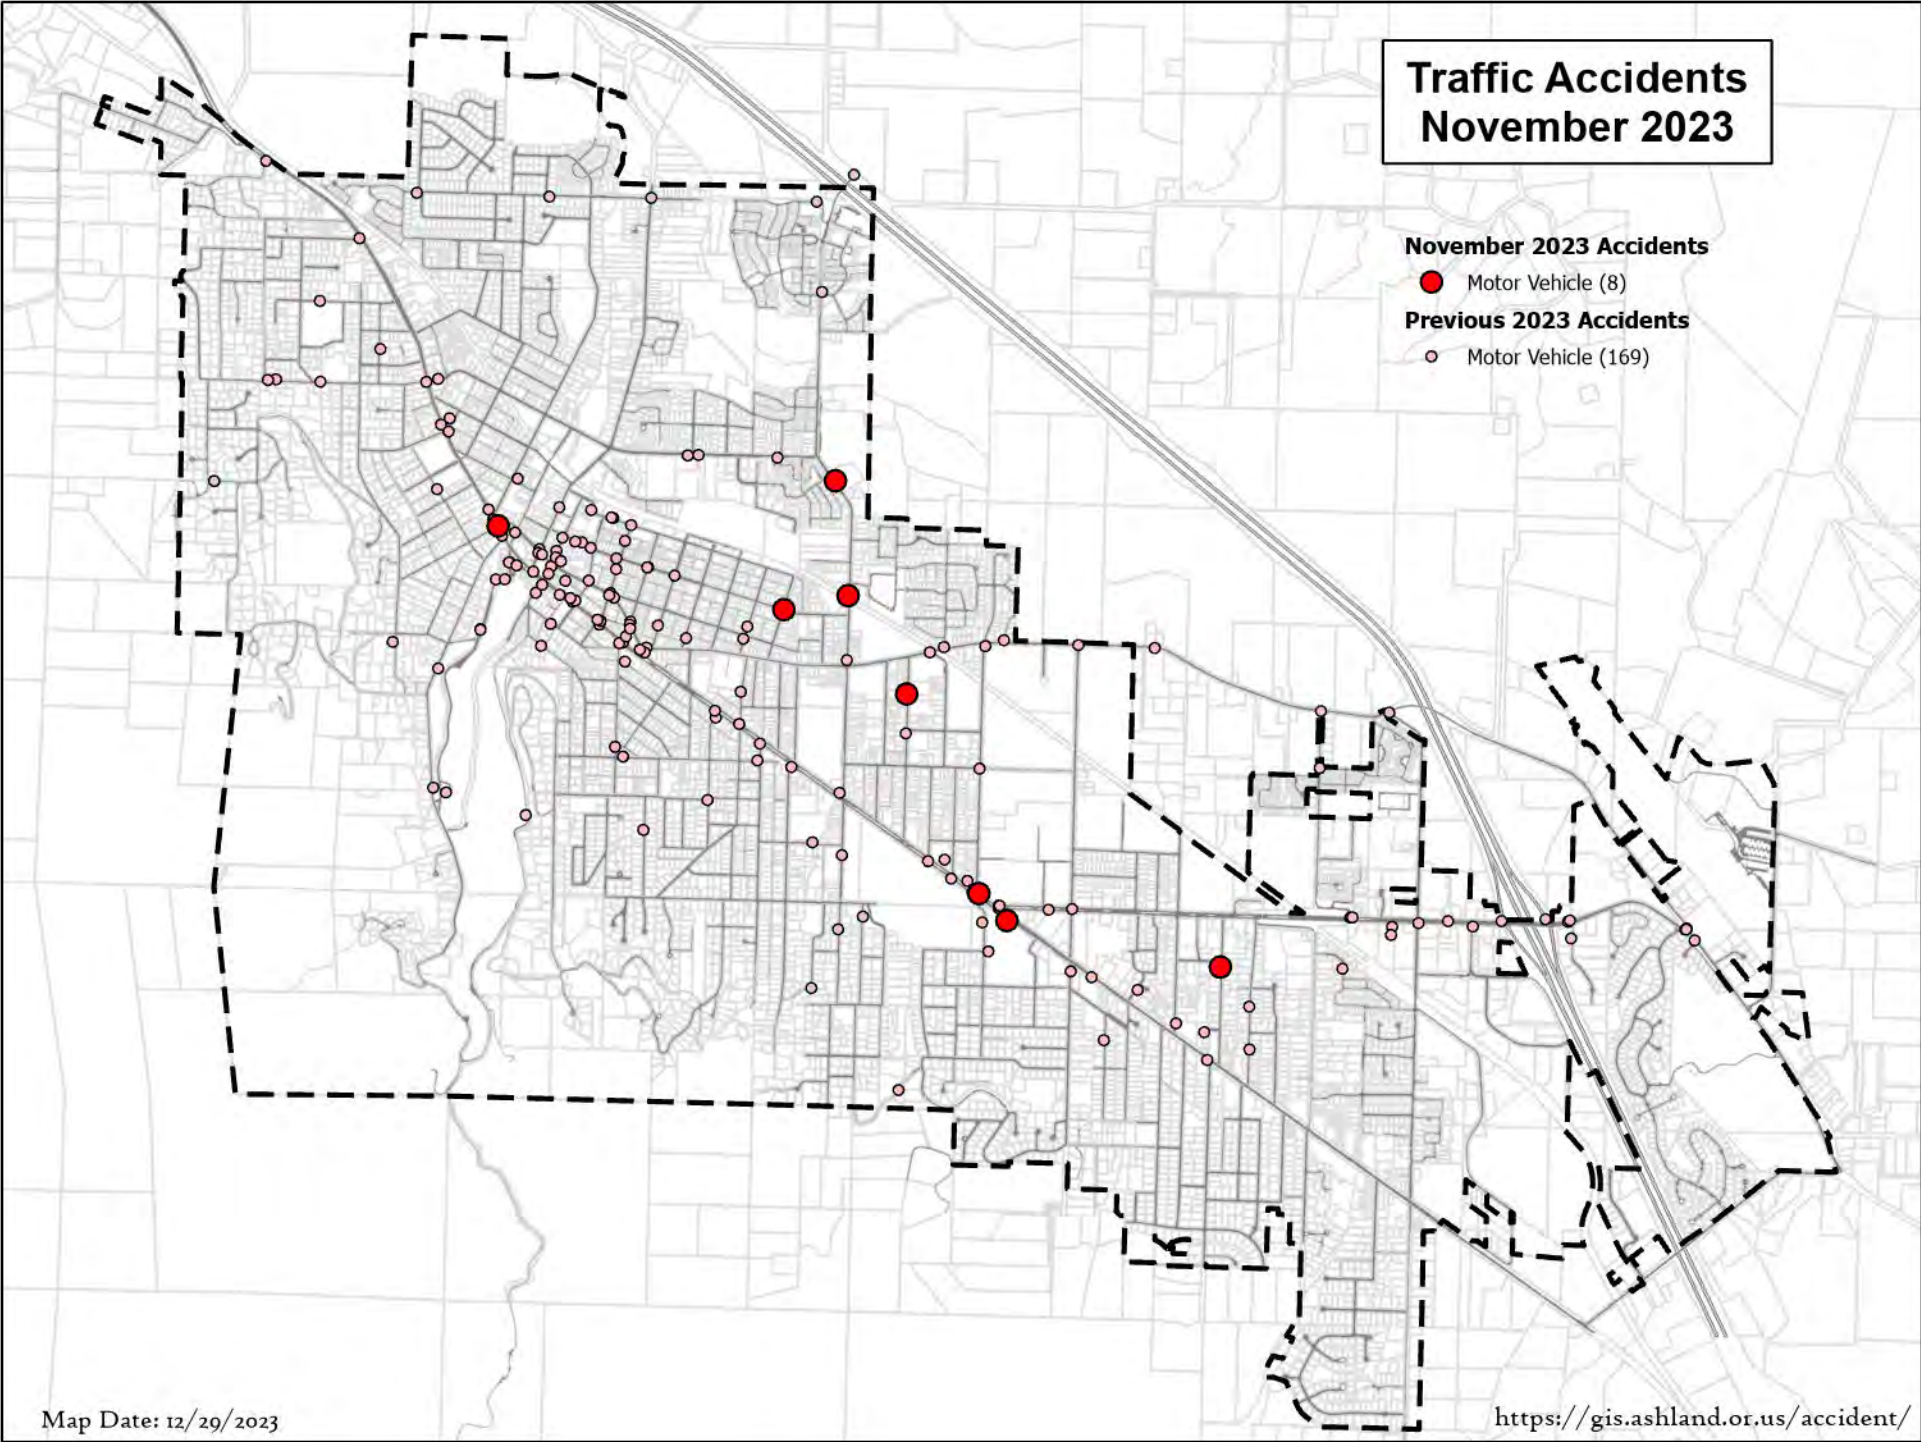 Traffic Accidents
November 2023
November 2023 Accidents
Motor Vehicle (8)
Previous 2023 Accidents
Motor Vehicle (169)
Map Date: 12/29/2023
https://gis.ashland.or.us/accident/